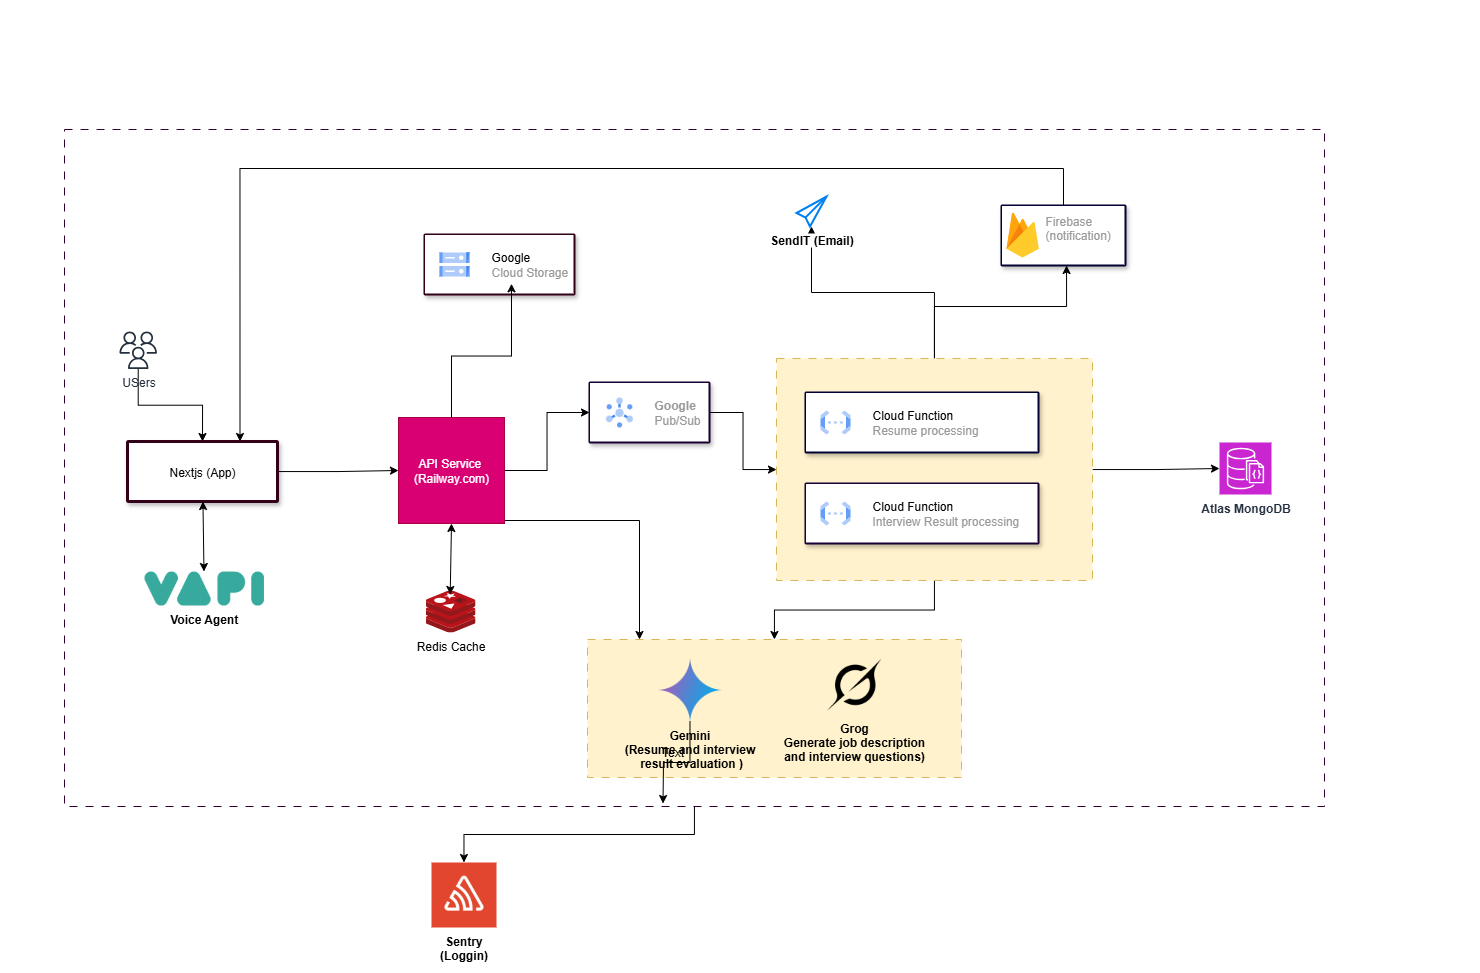 SendIT (Email)
Firebase
(notification)
Google
Cloud Storage
USers
Google
Pub/Sub
Cloud Function
Resume processing
API Service
(Railway.com)
Nextjs (App)
Cloud Function
Interview Result processing
Atlas MongoDB
VAPI
Voice Agent
Redis Cache
Gemini
(Resume and interview
result evaluation )
Text
Grog
Generate job description
and interview questions)
Sentry
(Loggin)